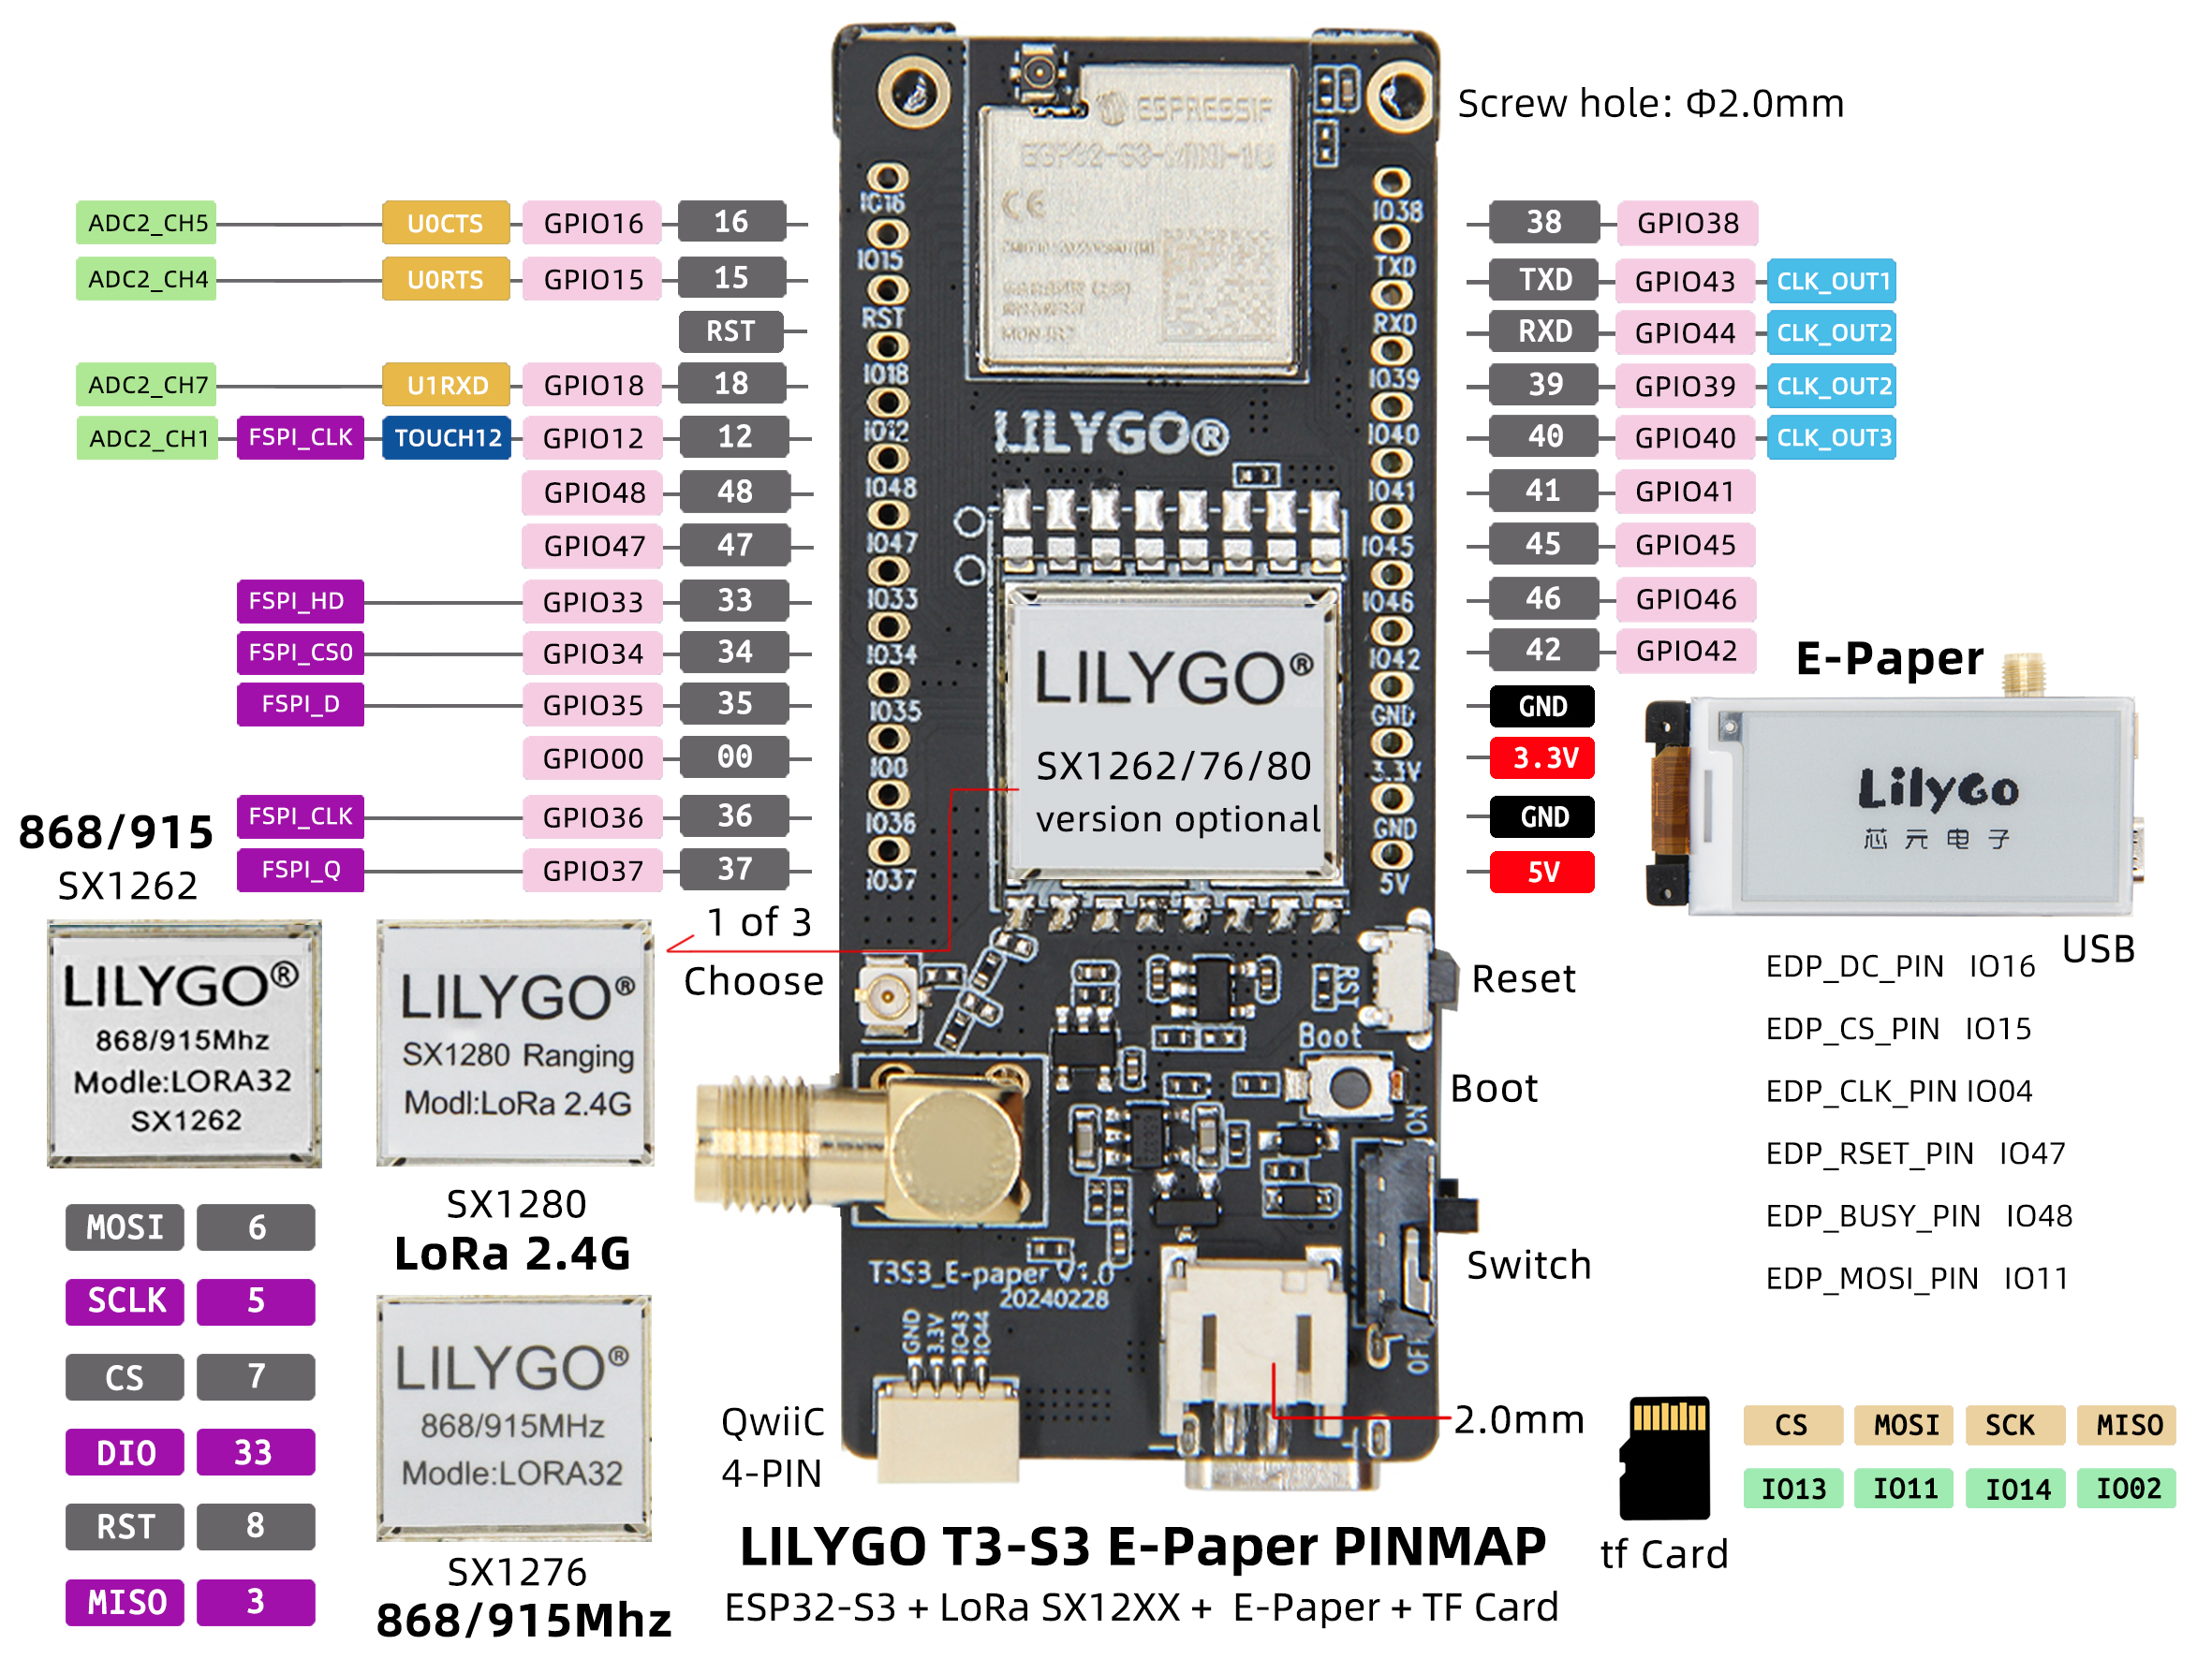 Screw hole: Φ2.0mm
ESPRESSIF
ESP32-S3-MINI-1U
CE
ADC2_CH5 U0CTS GPIO16 16
ADC2_CH4 U0RTS GPIO15 15
RST
ADC2_CH7 U1RXD GPIO18 18
ADC2_CH1 FSPI_CLK TOUCH12 GPIO12 12
GPIO48 48
GPIO47 47
FSPI_HD GPIO33 33
FSPI_CS0 GPIO34 34
FSPI_D GPIO35 35
GPIO00 00
FSPI_CLK GPIO36 36
FSPI_Q GPIO37 37
IO16
IO15
RST
IO18
IO12
IO48
IO47
IO33
IO34
IO35
IO0
IO36
IO37
LILYGO®
LILYGO®
SX1262/76/80
version optional
IO38
TXD
RXD
IO39
IO40
IO41
IO45
IO46
IO42
GND
3.3V
GND
5V
38 GPIO38
TXD GPIO43 CLK_OUT1
RXD GPIO44 CLK_OUT2
39 GPIO39 CLK_OUT2
40 GPIO40 CLK_OUT3
41 GPIO41
45 GPIO45
46 GPIO46
42 GPIO42
GND
3.3V
GND
5V
E-Paper
LilyGo
芯元电子
USB
EDP_DC_PIN IO16
EDP_CS_PIN IO15
EDP_CLK_PIN IO04
EDP_RSET_PIN IO47
EDP_BUSY_PIN IO48
EDP_MOSI_PIN IO11
868/915
SX1262
LILYGO®
868/915Mhz
Modle:LORA32
SX1262
LILYGO®
SX1280 Ranging
Modl:LoRa 2.4G
SX1280
LoRa 2.4G
LILYGO®
868/915MHz
Modle:LORA32
SX1276
868/915Mhz
1 of 3
Choose
MOSI 6
SCLK 5
CS 7
DIO 33
RST 8
MISO 3
RST
Reset
Boot
Boot
ON
Switch
OFF
T3S3_E-paper V1.0
20240228
GND
3.3V
IO43
IO44
QwiiC
4-PIN
2.0mm
CS MOSI SCK MISO
IO13 IO11 IO14 IO02
tf Card
LILYGO T3-S3 E-Paper PINMAP
ESP32-S3 + LoRa SX12XX + E-Paper + TF Card